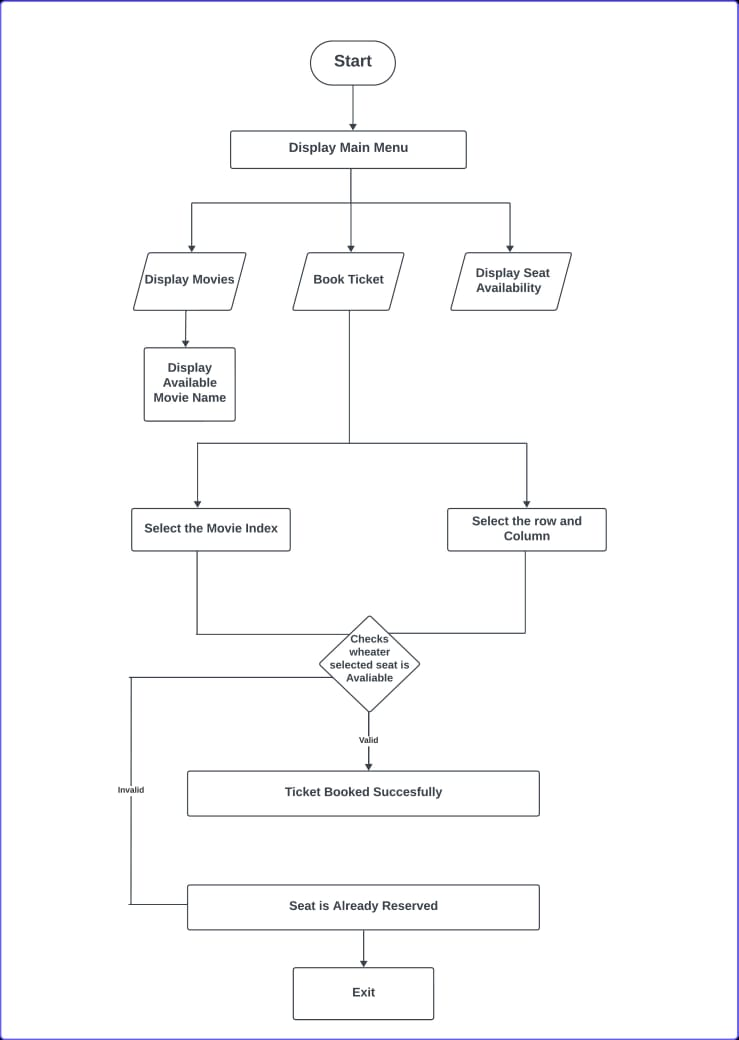 Start
Display Main Menu
Display Movies
Book Ticket
Display Seat
Availability
Display
Available
Movie Name
Select the Movie Index
Select the row and
Column
Checks
wheater
selected seat is
Avaliable
Valid
Ticket Booked Succesfully
Invalid
Seat is Already Reserved
Exit